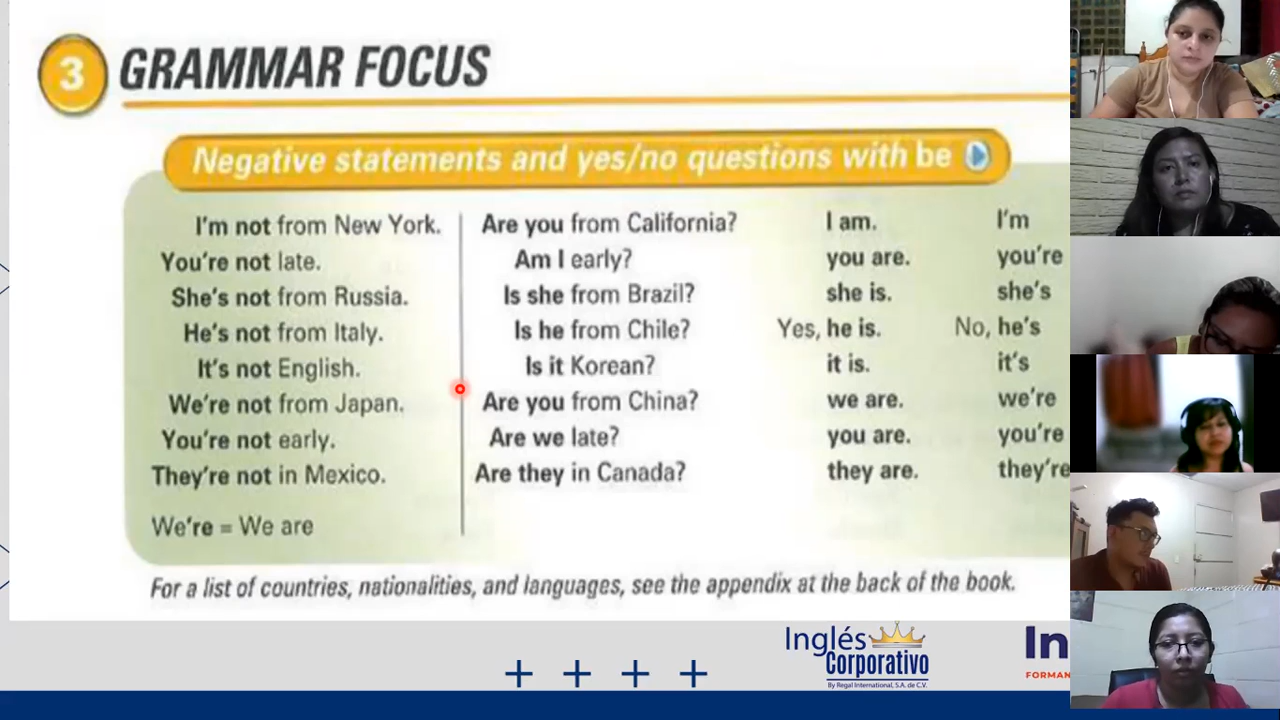 3 GRAMMAR FOCUS
Negative statements and yes/no questions with be
I'm not from New York.
You're not late.
She's not from Russia.
He's not from Italy.
It's not English.
We're not from Japan.
You're not early.
They're not in Mexico.
We're = We are
Are you from California?
Am I early?
Is she from Brazil?
Is he from Chile?
Is it Korean?
Are you from China?
Are we late?
Are they in Canada?
I am.
you are.
she is.
Yes, he is.
it is.
we are.
you are.
they are.
I'm
you're
she's
No, he's
it's
we're
you're
they're
For a list of countries, nationalities, and languages, see the appendix at the back of the book.
Inglés
Corporativo
By Regal International, S.A. de C.V.
In
FORMAN